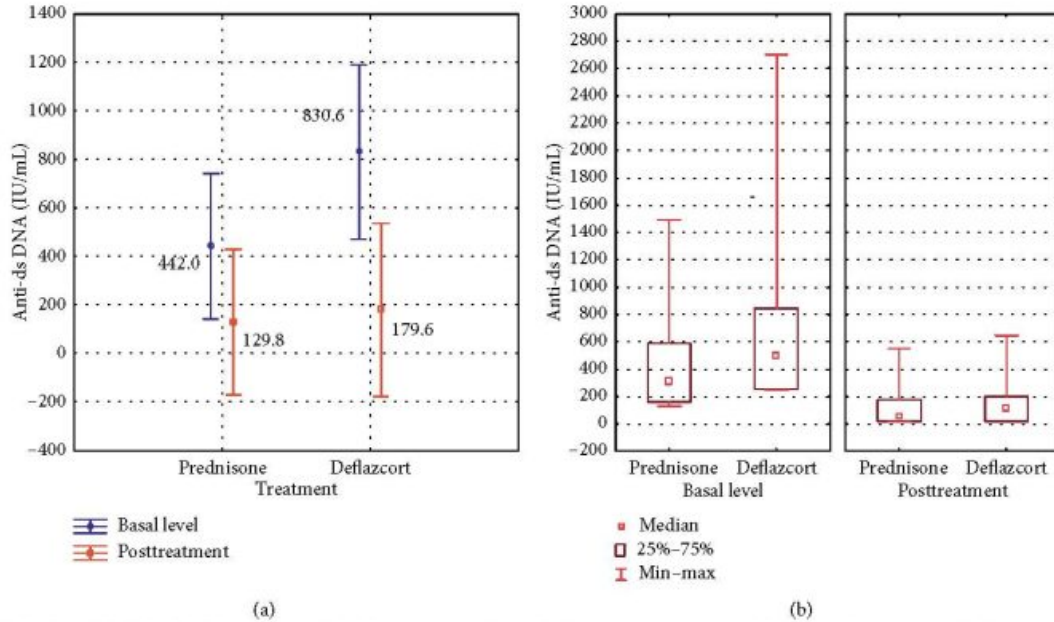 1400
1200
1000
800
600
400
200
0
−200
−400
Anti-ds DNA (IU/mL)
830.6
442.0
129.8
179.6
Prednisone Deflazcort
Treatment
Basal level
Posttreatment
(a)
3000
2800
2600
2400
2200
2000
1800
1600
1400
1200
1000
800
600
400
200
0
−200
Anti-ds DNA (IU/mL)
Prednisone Deflazcort
Basal level
Prednisone Deflazcort
Posttreatment
Median
25%–75%
Min–max
(b)